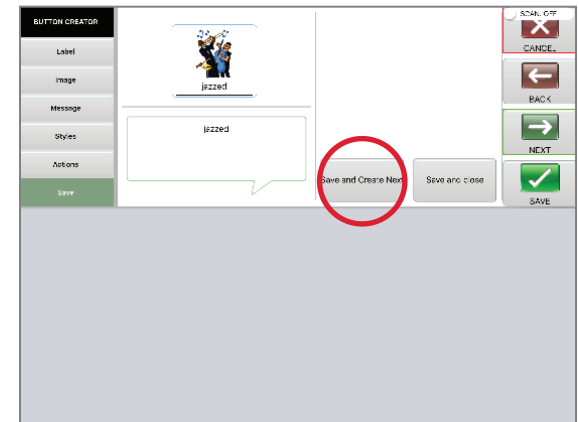 BUTTON CREATOR
Label
Image
Message
Styles
Actions
Save
jazzed
jazzed
Save and Create Next
Save and close
SCAN: OFF
CANCEL
BACK
NEXT
SAVE